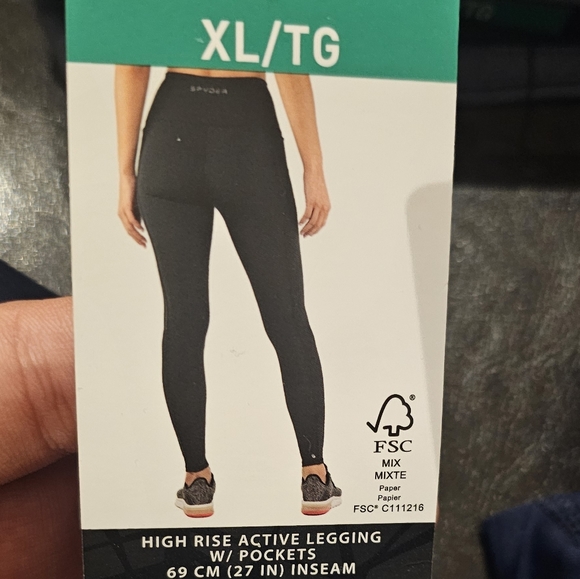 XL/TG
SPYDER
FSC®
MIX
MIXTE
Paper
Papier
FSC® C111216
HIGH RISE ACTIVE LEGGING
W/ POCKETS
69 CM (27 IN) INSEAM